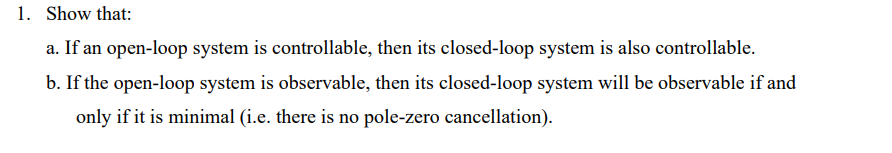 1. Show that:
a. If an open-loop system is controllable, then its closed-loop system is also controllable.
b. If the open-loop system is observable, then its closed-loop system will be observable if and
only if it is minimal (i.e. there is no pole-zero cancellation).